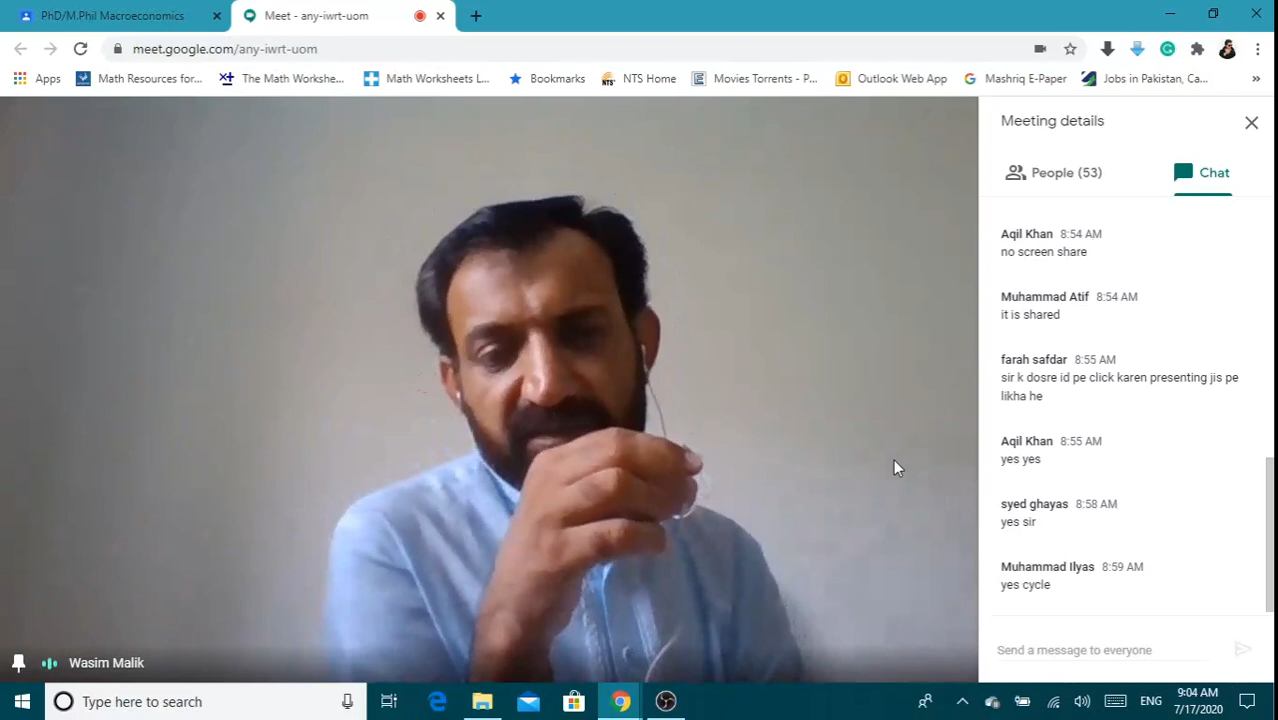 PhD/M.Phil Macroeconomics
Meet - any-iwrt-uom
meet.google.com/any-iwrt-uom
Apps
Math Resources for...
The Math Workshe...
Math Worksheets L...
Bookmarks
NTS Home
Movies Torrents - P...
Outlook Web App
Mashriq E-Paper
Jobs in Pakistan, Ca...
Meeting details
People (53)
Chat
Aqil Khan 8:54 AM
no screen share
Muhammad Atif 8:54 AM
it is shared
farah safdar 8:55 AM
sir k dosre id pe click karen presenting jis pe
likha he
Aqil Khan 8:55 AM
yes yes
syed ghayas 8:58 AM
yes sir
Muhammad Ilyas 8:59 AM
yes cycle
Send a message to everyone
Wasim Malik
Type here to search
ENG
9:04 AM
7/17/2020